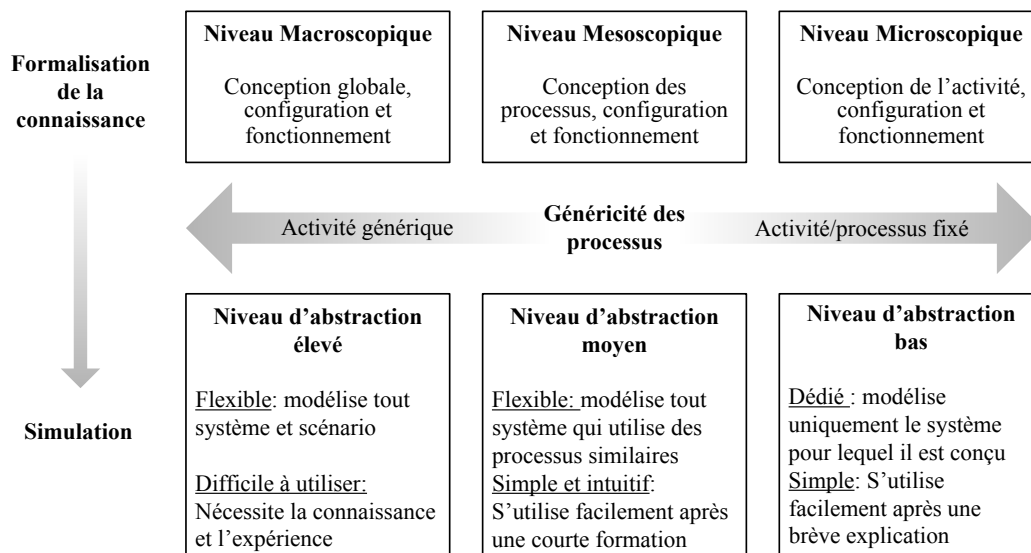 Formalisation
de la
connaissance
Niveau Macroscopique
Conception globale,
configuration et
fonctionnement
Niveau Mesoscopique
Conception des
processus, configuration
et fonctionnement
Niveau Microscopique
Conception de l’activité,
configuration et
fonctionnement
Activité générique
Généricité des
processus
Activité/processus fixé
Simulation
Niveau d’abstraction
élevé
Flexible: modélise tout
système et scénario
Difficile à utiliser:
Nécessite la connaissance
et l’expérience
Niveau d’abstraction
moyen
Flexible: modélise tout
système qui utilise des
processus similaires
Simple et intuitif:
S’utilise facilement après
une courte formation
Niveau d’abstraction
bas
Dédié : modélise
uniquement le système
pour lequel il est conçu
Simple: S’utilise
facilement après une
brève explication